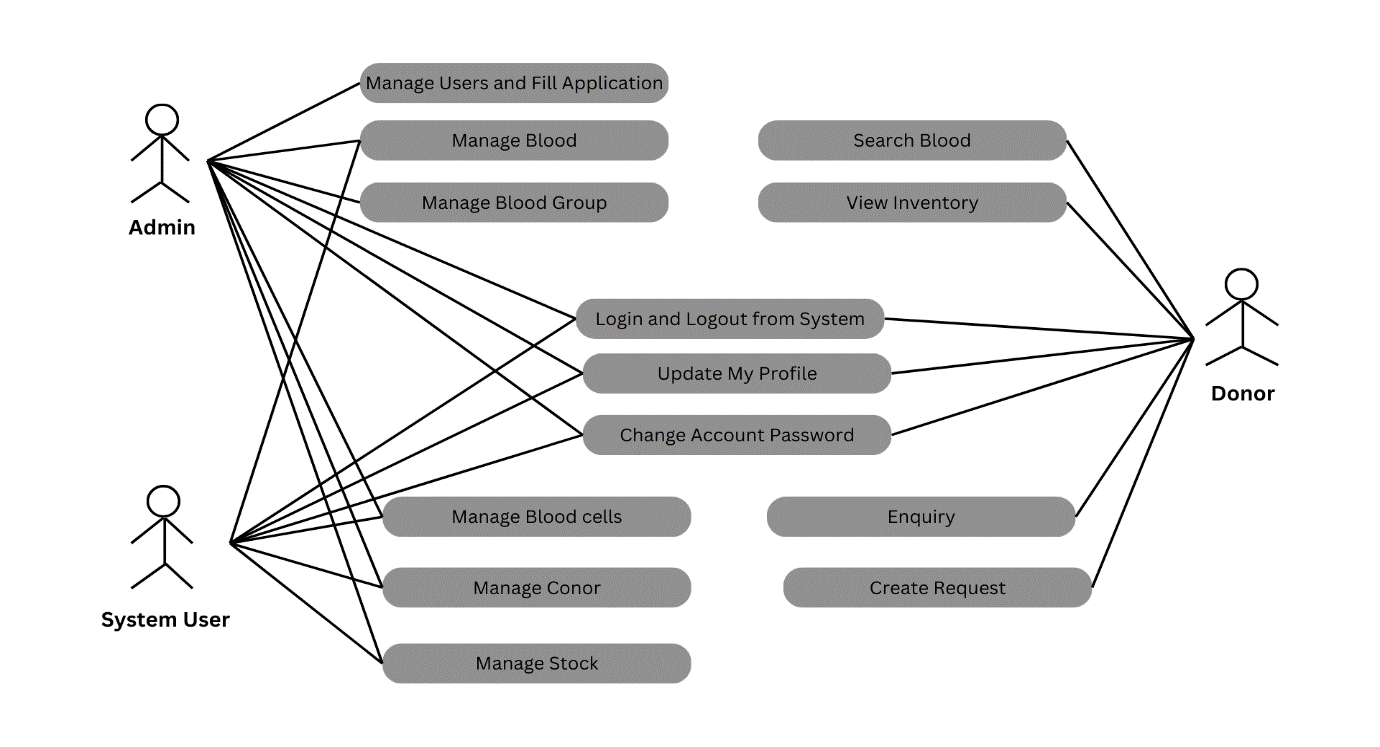 Manage Users and Fill Application
Manage Blood
Search Blood
Manage Blood Group
View Inventory
Admin
Login and Logout from System
Update My Profile
Donor
Change Account Password
Manage Blood cells
Enquiry
Manage Conor
Create Request
System User
Manage Stock